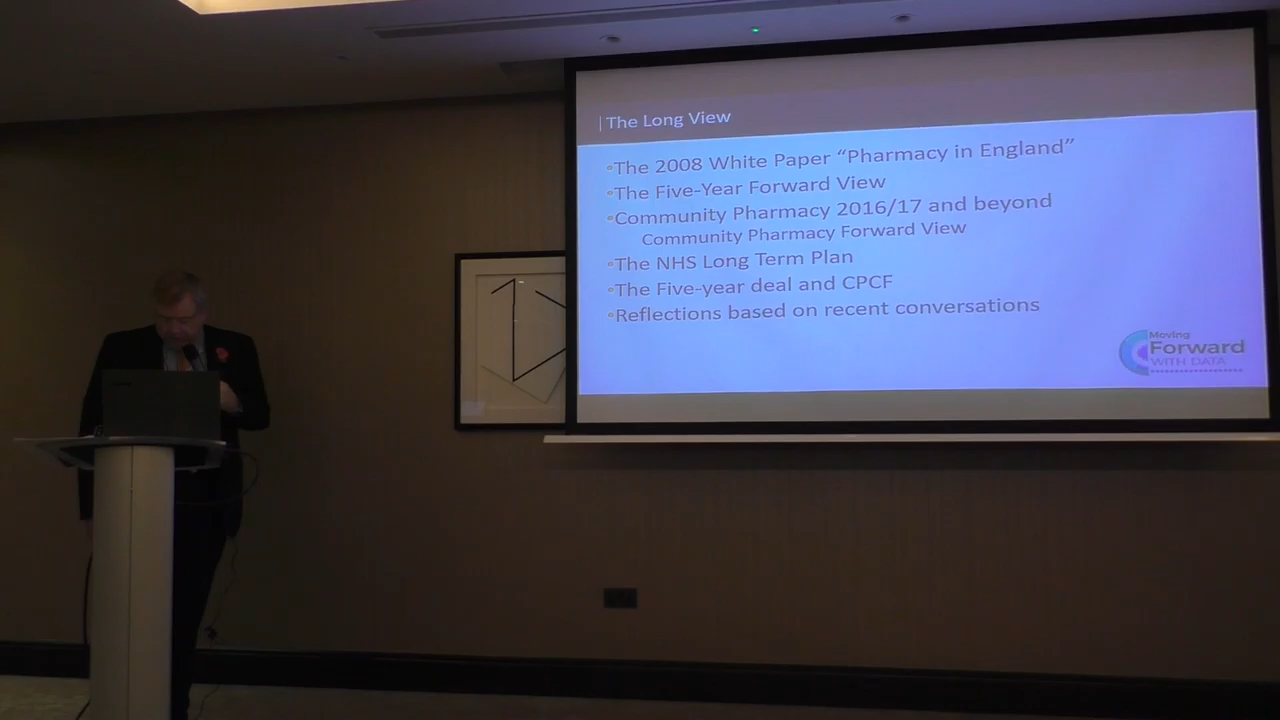 The Long View
•The 2008 White Paper “Pharmacy in England”
•The Five-Year Forward View
•Community Pharmacy 2016/17 and beyond
Community Pharmacy Forward View
•The NHS Long Term Plan
•The Five-year deal and CPCF
•Reflections based on recent conversations
Moving
Forward
WITH DATA